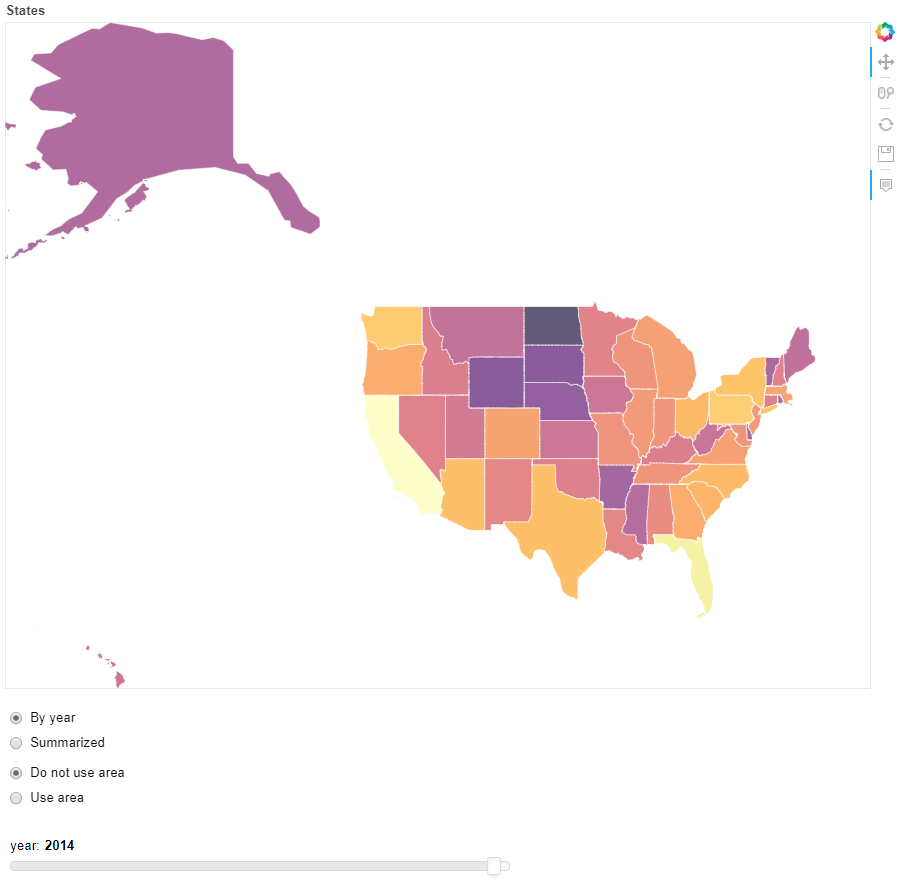 States
By year
Summarized
Do not use area
Use area
year: 2014